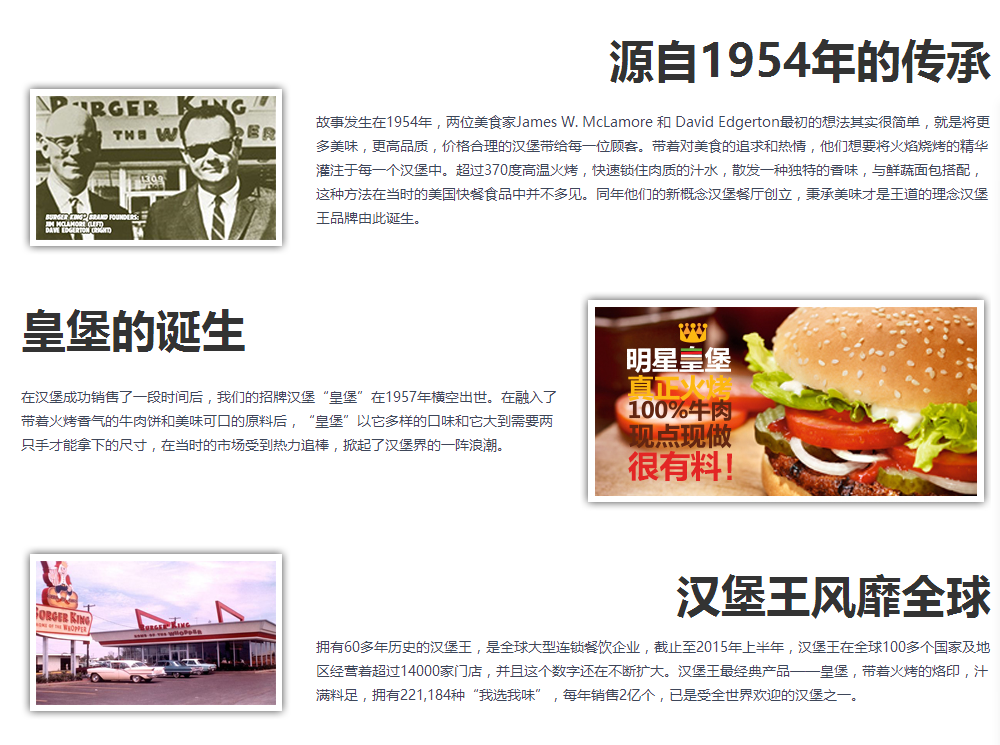 源自1954年的传承
BURGER KING
THE WHOPPER
1309
BURGER KING® BRAND FOUNDERS:
JIM MCLAMORE (LEFT)
DAVE EDGERTON (RIGHT)
故事发生在1954年，两位美食家James W. McLamore 和 David Edgerton最初的想法其实很简单，就是将更
多美味，更高品质，价格合理的汉堡带给每一位顾客。带着对美食的追求和热情，他们想要将火焰烧烤的精华
灌注于每一个汉堡中。超过370度高温火烤，快速锁住肉质的汁水，散发一种独特的香味，与鲜蔬面包搭配，
这种方法在当时的美国快餐食品中并不多见。同年他们的新概念汉堡餐厅创立，秉承美味才是王道的理念汉堡
王品牌由此诞生。
皇堡的诞生
在汉堡成功销售了一段时间后，我们的招牌汉堡“皇堡”在1957年横空出世。在融入了
带着火烤香气的牛肉饼和美味可口的原料后，“皇堡”以它多样的口味和它大到需要两
只手才能拿下的尺寸，在当时的市场受到热力追棒，掀起了汉堡界的一阵浪潮。
明星皇堡
真正火烤
100%牛肉
现点现做
很有料！
汉堡王风靡全球
BURGER KING
HOME OF THE WHOPPER
BURGER KING
HOME OF THE WHOPPER
拥有60多年历史的汉堡王，是全球大型连锁餐饮企业，截止至2015年上半年，汉堡王在全球100多个国家及地
区经营着超过14000家门店，并且这个数字还在不断扩大。汉堡王最经典产品——皇堡，带着火烤的烙印，汁
满料足，拥有221,184种“我选我味”，每年销售2亿个，已是受全世界欢迎的汉堡之一。